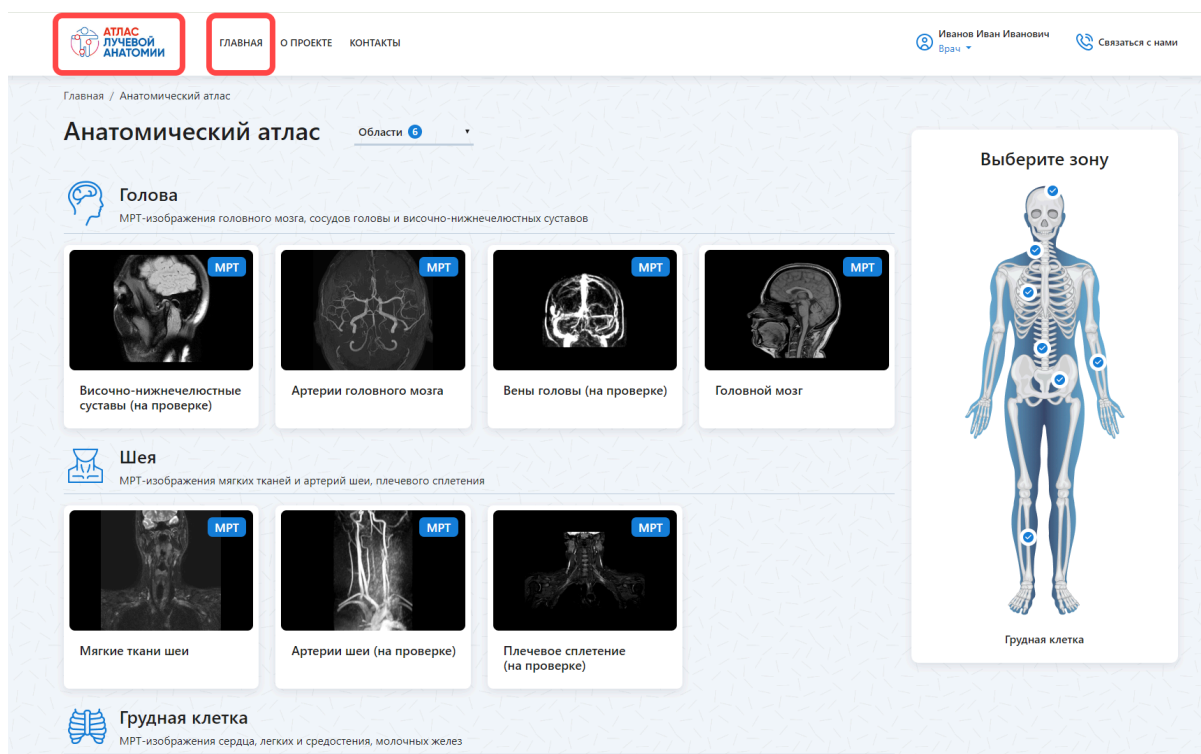 АТЛАС
ЛУЧЕВОЙ
АНАТОМИИ
ГЛАВНАЯ О ПРОЕКТЕ КОНТАКТЫ
Иванов Иван Иванович
Врач
Связаться с нами
Главная / Анатомический атлас
Анатомический атлас
Области 6
Выберите зону
Голова
МРТ-изображения головного мозга, сосудов головы и височно-нижнечелюстных суставов
МРТ
МРТ
МРТ
МРТ
Височно-нижнечелюстные
суставы (на проверке)
Артерии головного мозга
Вены головы (на проверке)
Головной мозг
Шея
МРТ-изображения мягких тканей и артерий шеи, плечевого сплетения
МРТ
МРТ
МРТ
Мягкие ткани шеи
Артерии шеи (на проверке)
Плечевое сплетение
(на проверке)
Грудная клетка
Грудная клетка
МРТ-изображения сердца, легких и средостения, молочных желез